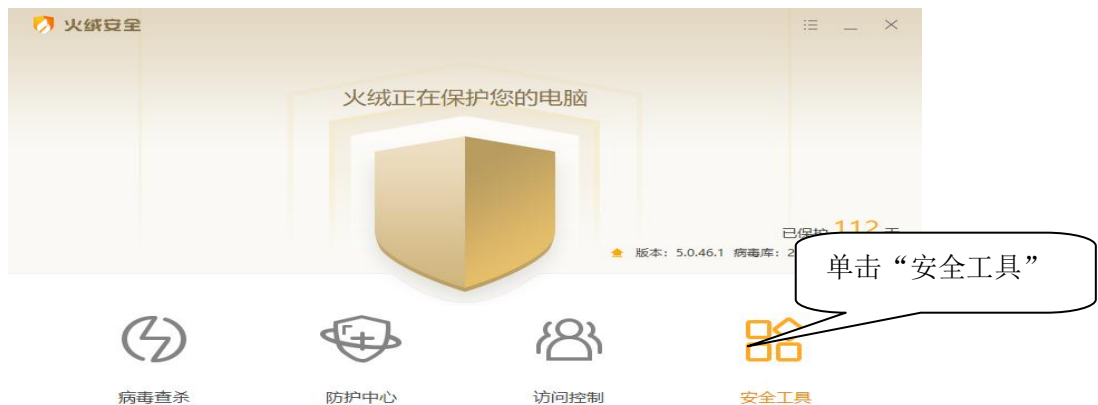 火绒安全
火绒正在保护您的电脑
已保护 112 天
版本：5.0.46.1 病毒库：2
单击“安全工具”
病毒查杀
防护中心
访问控制
安全工具